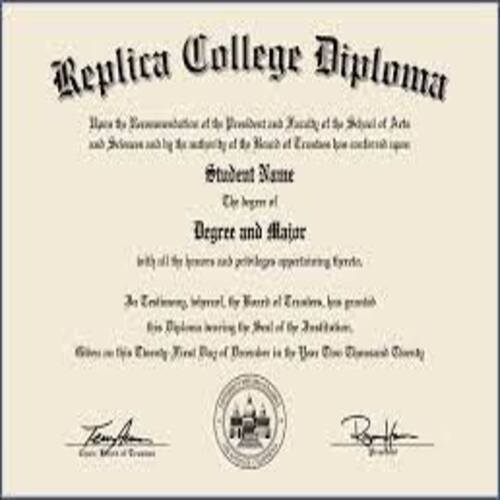 Replica College Diploma
Upon the Recommendation of the President and Faculty of the School of Arts
and Sciences and by the authority of the Board of Trustees has conferred upon
Student Name
The degree of
Degree and Major
with all the honors and privileges appertaining thereto.
In Testimony, whereof, the Board of Trustees, has granted
this Diploma bearing the Seal of the Institution,
Given on this Twenty-First Day of December in the Year Two Thousand Twenty
of Trustees
President